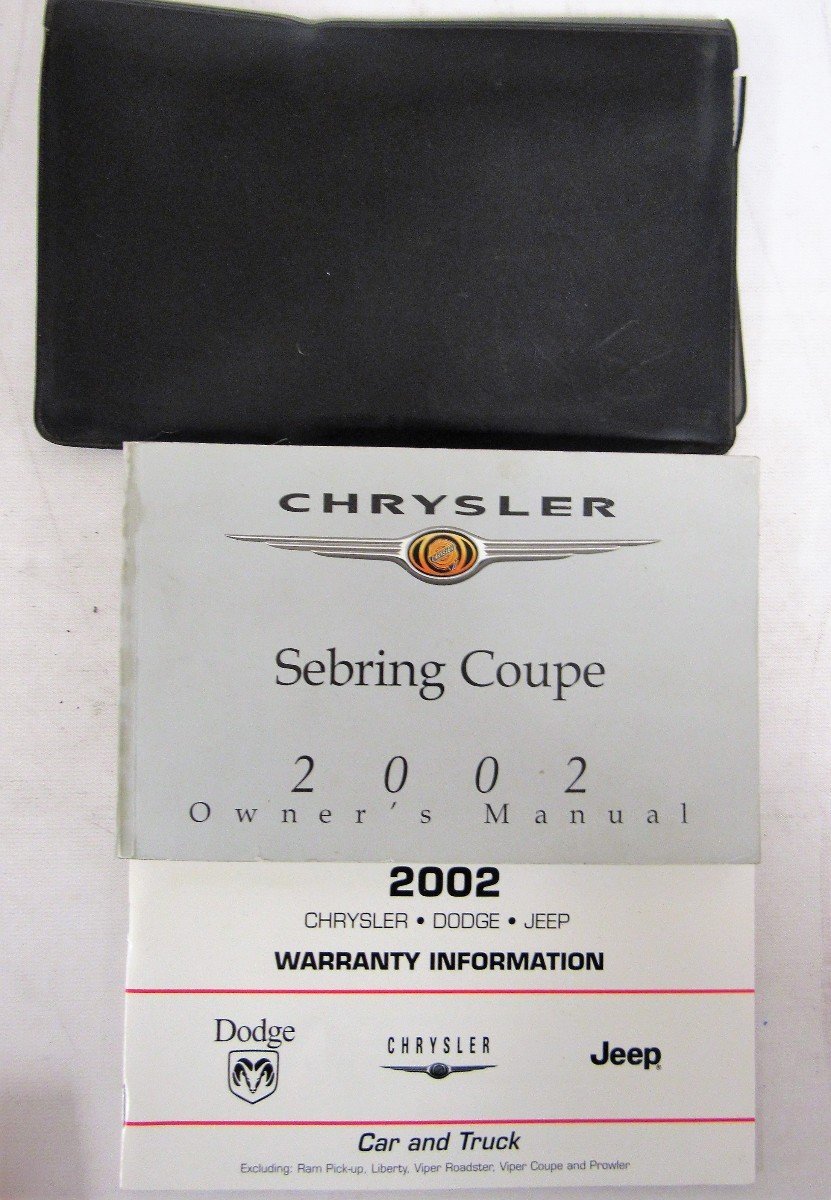 CHRYSLER
Sebring Coupe
2002
Owner's Manual
2002
CHRYSLER • DODGE • JEEP
WARRANTY INFORMATION
Dodge CHRYSLER Jeep®
Car and Truck
Excluding: Ram Pick-up, Liberty, Viper Roadster, Viper Coupe and Prowler